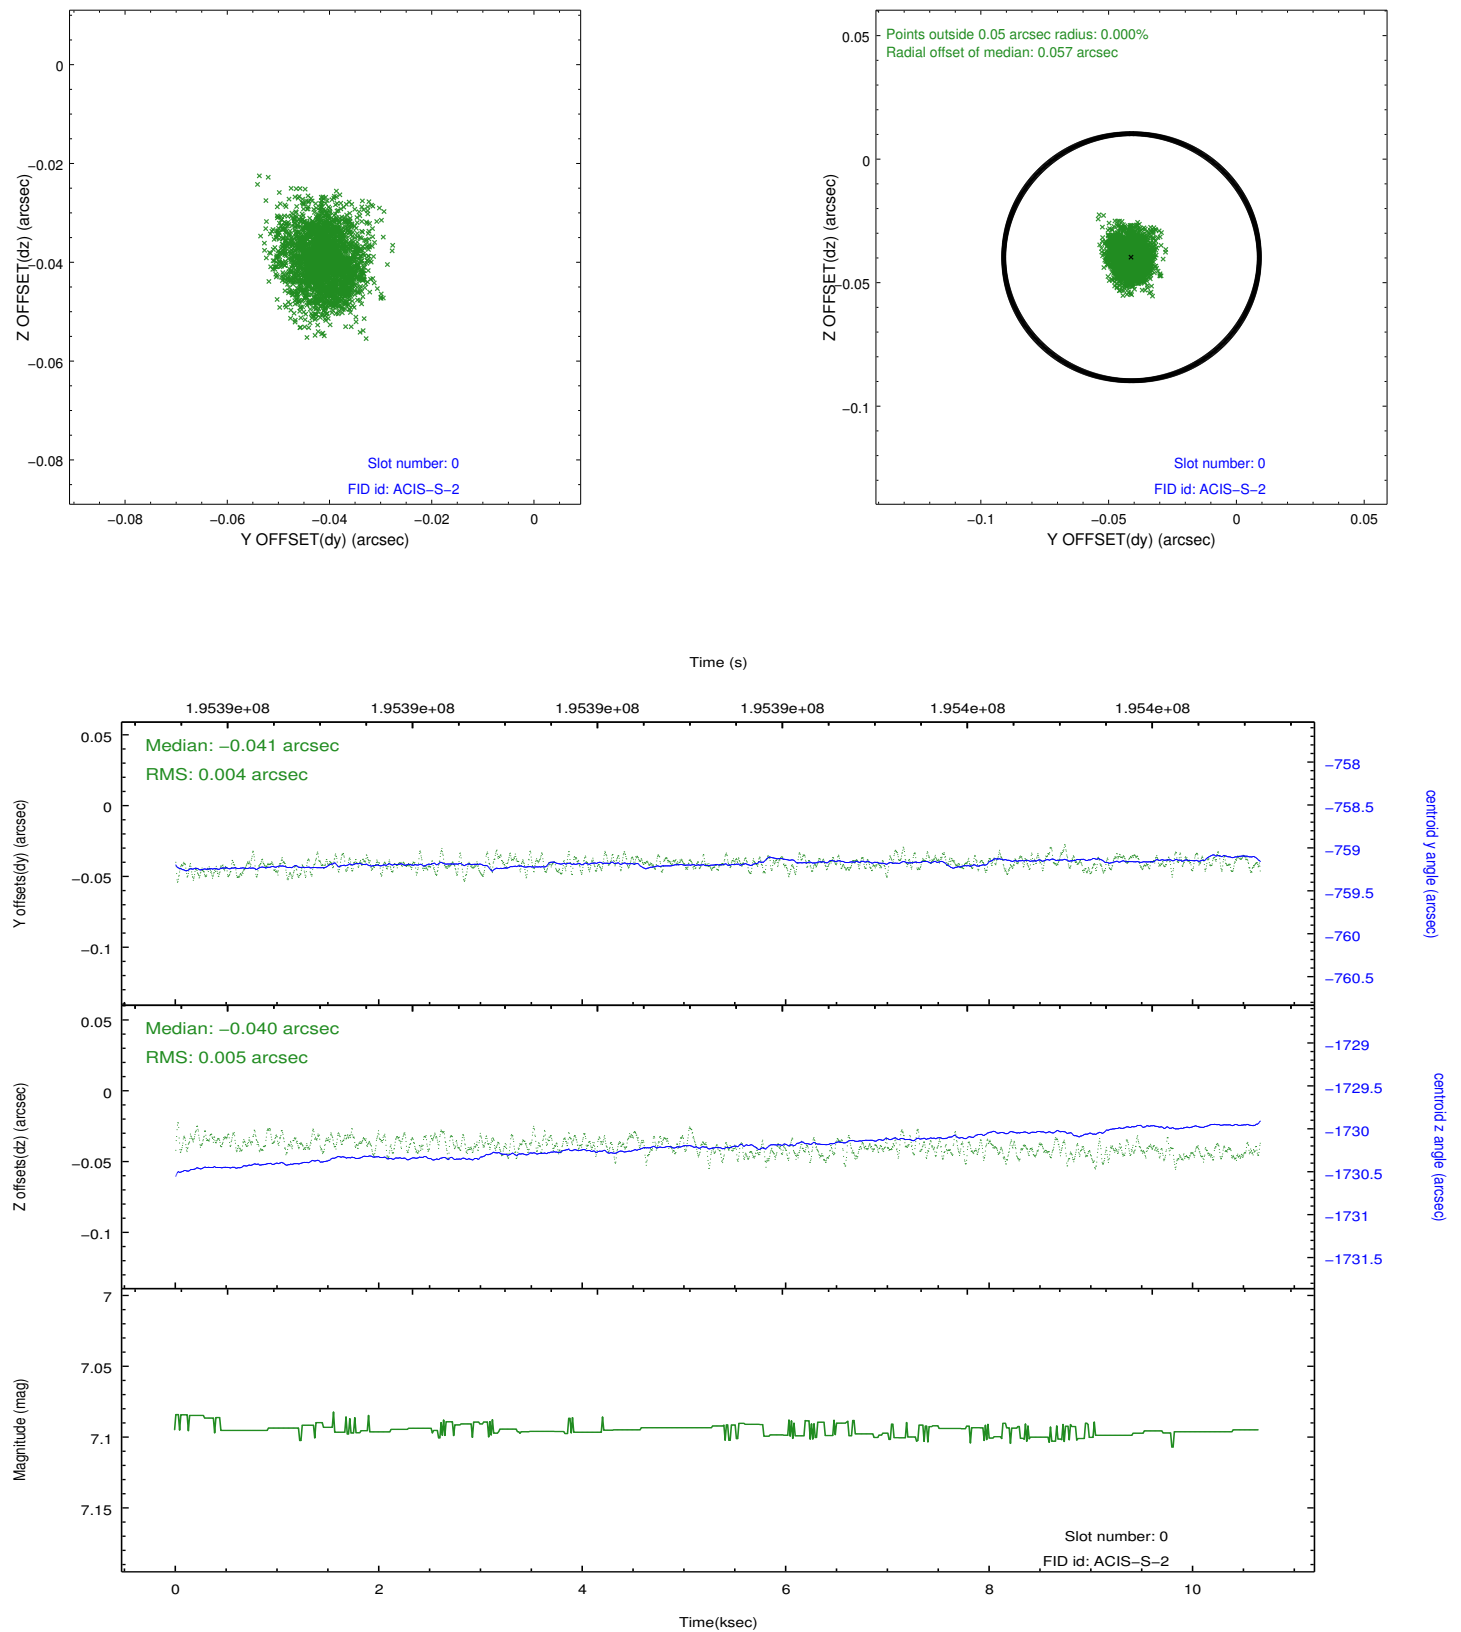 0
−0.02
−0.04
−0.06
−0.08
Z OFFSET(dz) (arcsec)
Slot number: 0
FID id: ACIS−S−2
−0.08
−0.06
−0.04
−0.02
0
Y OFFSET(dy) (arcsec)
Points outside 0.05 arcsec radius: 0.000%
Radial offset of median: 0.057 arcsec
0.05
0
−0.05
−0.1
Z OFFSET(dz) (arcsec)
Slot number: 0
FID id: ACIS−S−2
−0.1
−0.05
0
0.05
Y OFFSET(dy) (arcsec)
Time (s)
1.9539e+08
1.9539e+08
1.9539e+08
1.9539e+08
1.954e+08
1.954e+08
Median: −0.041 arcsec
RMS: 0.004 arcsec
0.05
0
−0.05
−0.1
Y offsets(dy) (arcsec)
−758
−758.5
−759
−759.5
−760
−760.5
centroid y angle (arcsec)
Median: −0.040 arcsec
RMS: 0.005 arcsec
0.05
0
−0.05
−0.1
Z offsets(dz) (arcsec)
−1729
−1729.5
−1730
−1730.5
−1731
−1731.5
centroid z angle (arcsec)
7
7.05
7.1
7.15
Magnitude (mag)
Slot number: 0
FID id: ACIS−S−2
0
2
4
6
8
10
Time(ksec)